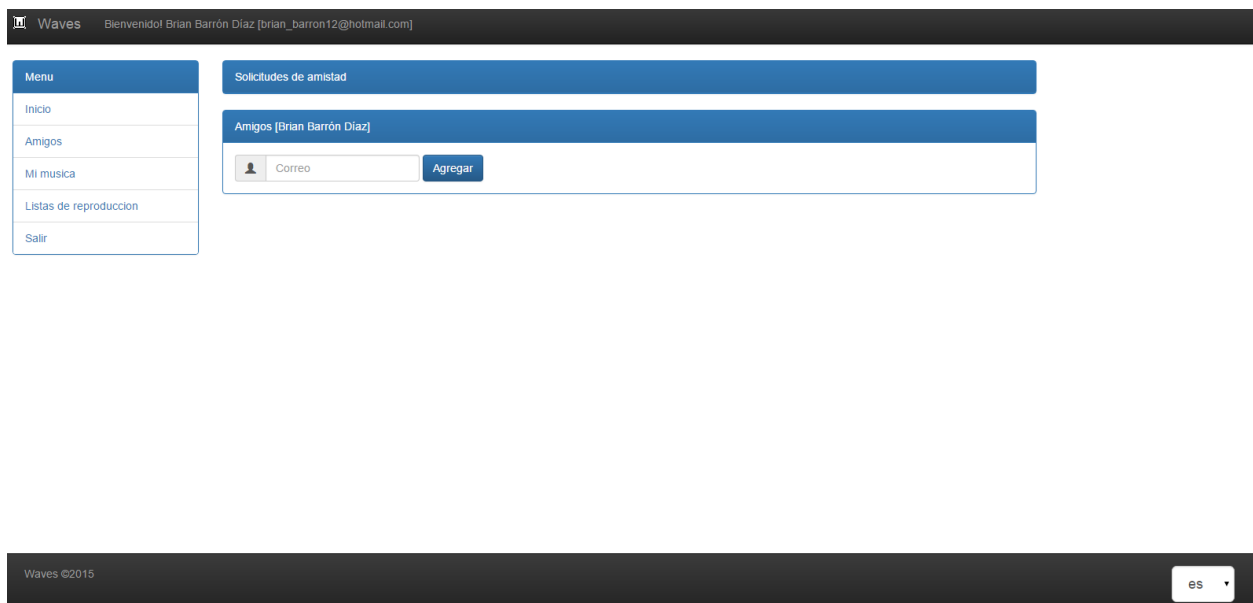 Waves Bienvenido! Brian Barrón Díaz [brian_barron12@hotmail.com]
Menu
Inicio
Amigos
Mi musica
Listas de reproduccion
Salir
Solicitudes de amistad
Amigos [Brian Barrón Díaz]
Correo Agregar
Waves ©2015
es